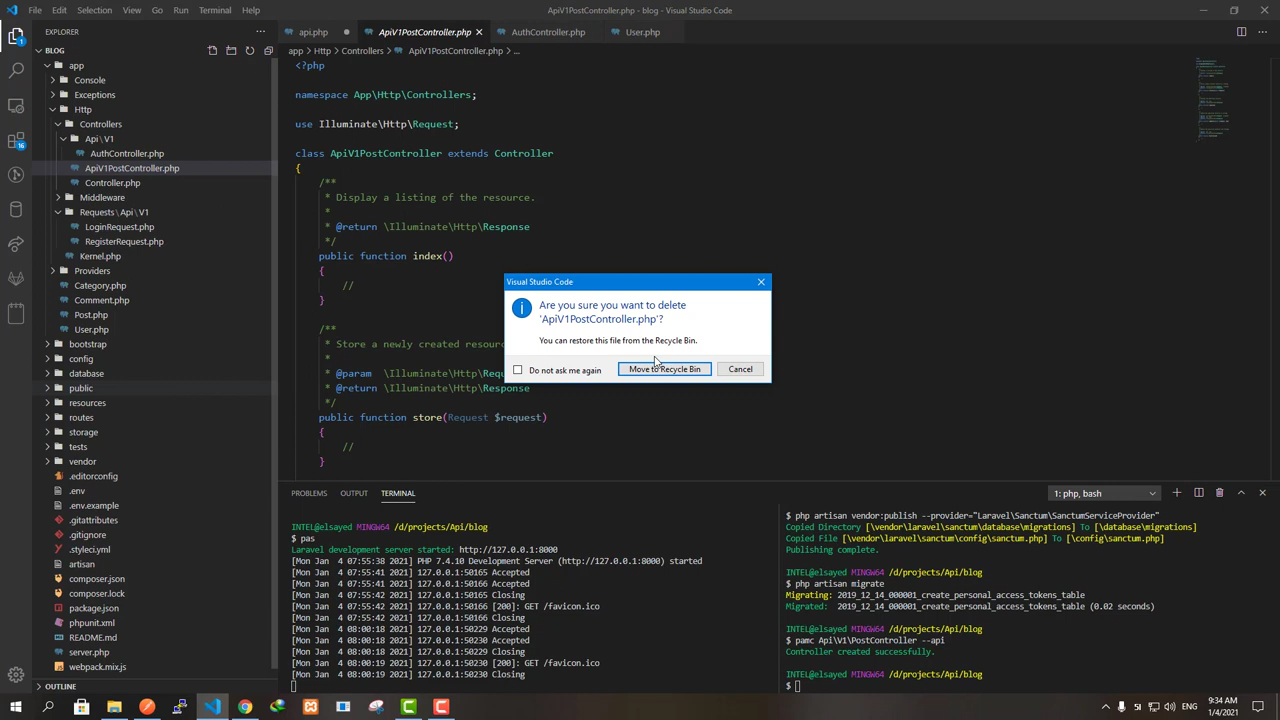 File Edit Selection View Go Run Terminal Help
ApiV1PostController.php - blog - Visual Studio Code
EXPLORER
BLOG
app
Console
Exceptions
Http
Controllers
Api\V1
AuthController.php
ApiV1PostController.php
Controller.php
Middleware
Requests\Api\V1
LoginRequest.php
RegisterRequest.php
Kernel.php
Providers
Category.php
Comment.php
Post.php
User.php
bootstrap
config
database
public
resources
routes
storage
tests
vendor
.editorconfig
.env
.env.example
.gitattributes
.gitignore
.styleci.yml
artisan
composer.json
composer.lock
package.json
phpunit.xml
README.md
server.php
webpack.mix.js
OUTLINE
1
16
api.php
ApiV1PostController.php
AuthController.php
User.php
app > Http > Controllers > ApiV1PostController.php > ...
<?php
namespace App\Http\Controllers;
use Illuminate\Http\Request;
class ApiV1PostController extends Controller
{
/**
* Display a listing of the resource.
*
* @return \Illuminate\Http\Response
*/
public function index()
{
//
}
/**
* Store a newly created resou
*
* @param \Illuminate\Http\Requ
* @return \Illuminate\Http\Response
*/
public function store(Request $request)
{
//
}
Visual Studio Code
Are you sure you want to delete
'ApiV1PostController.php'?
You can restore this file from the Recycle Bin.
Do not ask me again
Move to Recycle Bin
Cancel
PROBLEMS OUTPUT TERMINAL
1: php, bash
INTEL@elsayed MINGW64 /d/projects/Api/blog
$ pas
Laravel development server started: http://127.0.0.1:8000
[Mon Jan 4 07:55:38 2021] PHP 7.4.10 Development Server (http://127.0.0.1:8000) started
[Mon Jan 4 07:55:41 2021] 127.0.0.1:50165 Accepted
[Mon Jan 4 07:55:41 2021] 127.0.0.1:50166 Accepted
[Mon Jan 4 07:55:42 2021] 127.0.0.1:50165 Closing
[Mon Jan 4 07:55:42 2021] 127.0.0.1:50166 [200]: GET /favicon.ico
[Mon Jan 4 07:55:42 2021] 127.0.0.1:50166 Closing
[Mon Jan 4 08:00:18 2021] 127.0.0.1:50229 Accepted
[Mon Jan 4 08:00:18 2021] 127.0.0.1:50230 Accepted
[Mon Jan 4 08:00:19 2021] 127.0.0.1:50229 Closing
[Mon Jan 4 08:00:19 2021] 127.0.0.1:50230 [200]: GET /favicon.ico
[Mon Jan 4 08:00:19 2021] 127.0.0.1:50230 Closing
$ php artisan vendor:publish --provider="Laravel\Sanctum\SanctumServiceProvider"
Copied Directory [\vendor\laravel\sanctum\database\migrations] To [\database\migrations]
Copied File [\vendor\laravel\sanctum\config\sanctum.php] To [\config\sanctum.php]
Publishing complete.
INTEL@elsayed MINGW64 /d/projects/Api/blog
$ php artisan migrate
Migrating: 2019_12_14_000001_create_personal_access_tokens_table
Migrated: 2019_12_14_000001_create_personal_access_tokens_table (0.02 seconds)
INTEL@elsayed MINGW64 /d/projects/Api/blog
$ pamc Api\V1\PostController --api
Controller created successfully.
INTEL@elsayed MINGW64 /d/projects/Api/blog
$
9:34 AM
1/4/2021